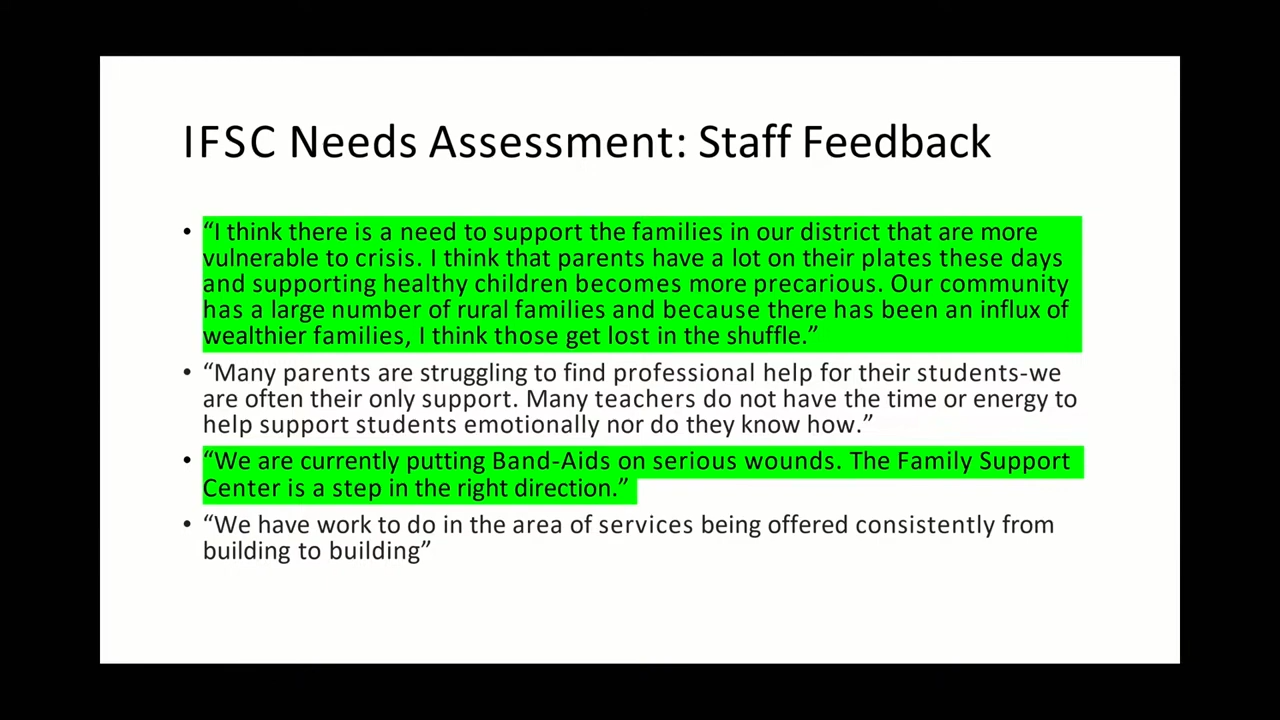 IFSC Needs Assessment: Staff Feedback
• “I think there is a need to support the families in our district that are more
vulnerable to crisis. I think that parents have a lot on their plates these days
and supporting healthy children becomes more precarious. Our community
has a large number of rural families and because there has been an influx of
wealthier families, I think those get lost in the shuffle.”
• “Many parents are struggling to find professional help for their students-we
are often their only support. Many teachers do not have the time or energy to
help support students emotionally nor do they know how.”
• “We are currently putting Band-Aids on serious wounds. The Family Support
Center is a step in the right direction.”
• “We have work to do in the area of services being offered consistently from
building to building”